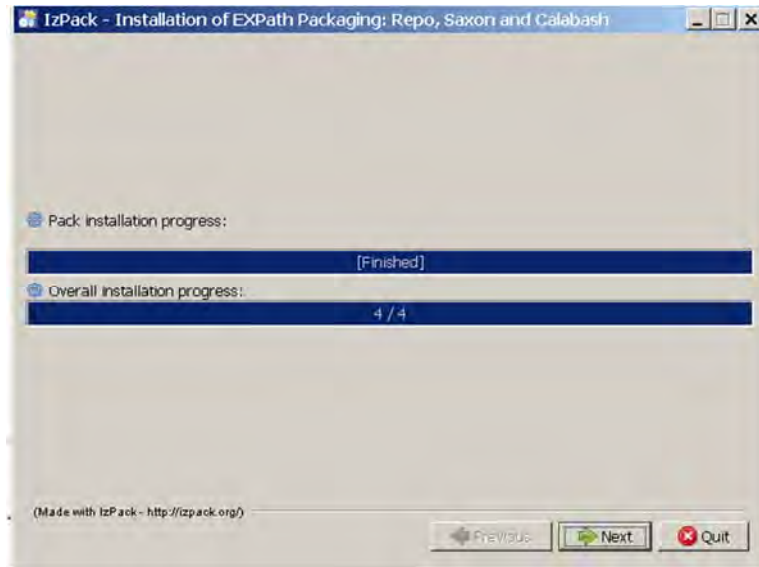 IzPack - Installation of EXPath Packaging: Repo, Saxon and Calabash
Pack installation progress:
[Finished]
Overall installation progress:
4 / 4
(Made with IzPack - http://izpack.org/)
Previous Next Quit